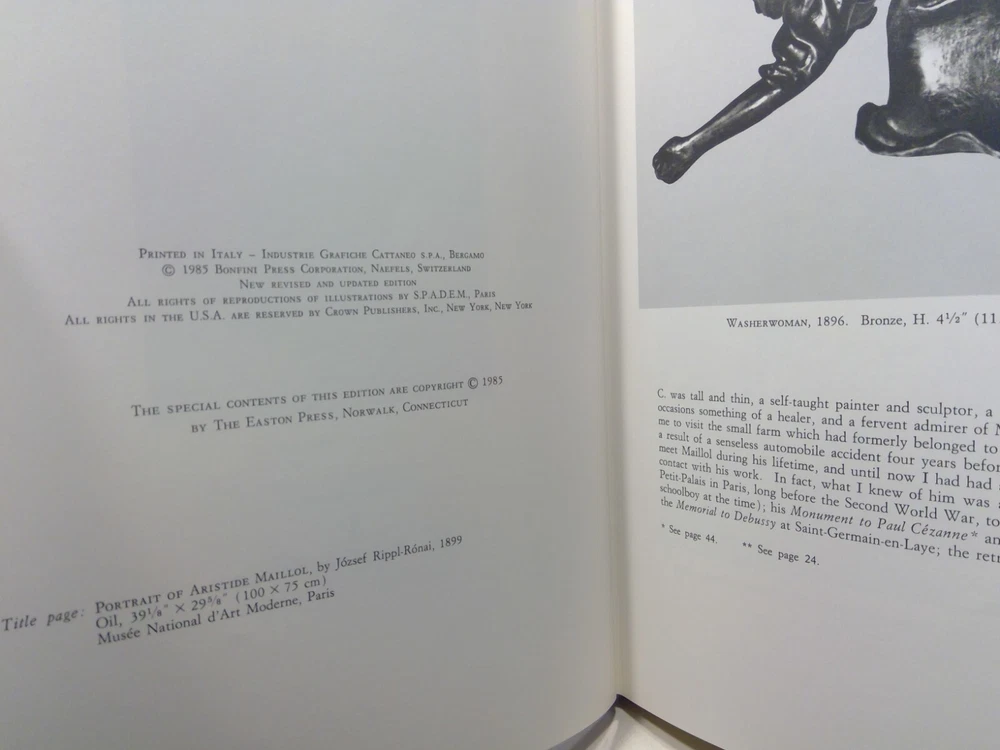 Printed in Italy – Industrie Grafiche Cattaneo s.p.a., Bergamo
© 1985 Bonfini Press Corporation, Naefels, Switzerland
New revised and updated edition
All rights of reproductions of illustrations by S.P.A.D.E.M., Paris
All rights in the U.S.A. are reserved by Crown Publishers, Inc., New York, New York
The special contents of this edition are copyright © 1985
by The Easton Press, Norwalk, Connecticut
Title page: Portrait of Aristide Maillol, by József Rippl-Rónai, 1899
Oil, 39 1/8" × 29 5/8" (100 × 75 cm)
Musée National d'Art Moderne, Paris
Washerwoman, 1896. Bronze, H. 4 1/2" (11
C. was tall and thin, a self-taught painter and sculptor, a
occasions something of a healer, and a fervent admirer of
me to visit the small farm which had formerly belonged to
a result of a senseless automobile accident four years
meet Maillol during his lifetime, and until now I had had
contact with his work. In fact, what I knew of him was
Petit-Palais in Paris, long before the Second World War, to
schoolboy at the time); his Monument to Paul Cézanne*
the Memorial to Debussy at Saint-Germain-en-Laye; the
* See page 44. ** See page 24.